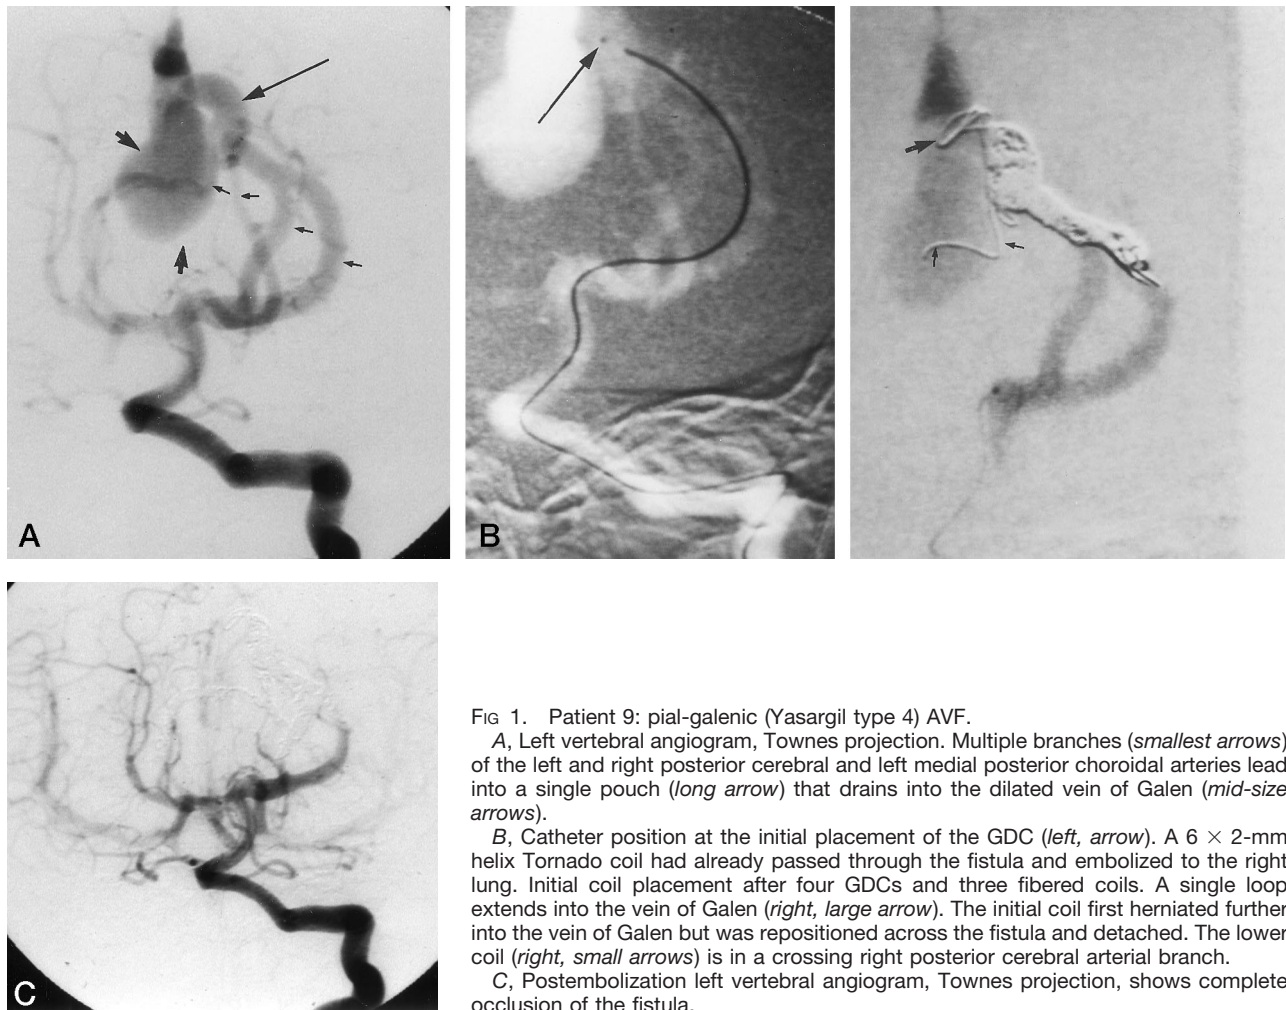 A
B
C
FIG 1. Patient 9: pial-galenic (Yasargil type 4) AVF.
A, Left vertebral angiogram, Townes projection. Multiple branches (smallest arrows)
of the left and right posterior cerebral and left medial posterior choroidal arteries lead
into a single pouch (long arrow) that drains into the dilated vein of Galen (mid-size
arrows).
B, Catheter position at the initial placement of the GDC (left, arrow). A 6 × 2-mm
helix Tornado coil had already passed through the fistula and embolized to the right
lung. Initial coil placement after four GDCs and three fibered coils. A single loop
extends into the vein of Galen (right, large arrow). The initial coil first herniated further
into the vein of Galen but was repositioned across the fistula and detached. The lower
coil (right, small arrows) is in a crossing right posterior cerebral arterial branch.
C, Postembolization left vertebral angiogram, Townes projection, shows complete
occlusion of the fistula.